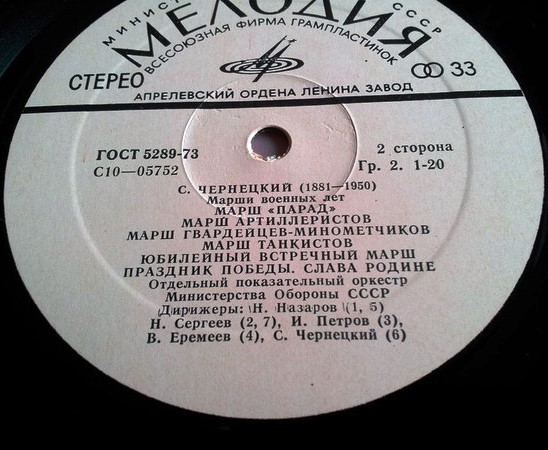 МИНИСТ СССР
МЕЛОДИЯ
ВСЕСОЮЗНАЯ ФИРМА ГРАМПЛАСТИНОК
СТЕРЕО 33
АПРЕЛЕВСКИЙ ОРДЕНА ЛЕНИНА ЗАВОД
ГОСТ 5289-73 2 сторона
С10—05752 Гр. 2. 1-20
С. ЧЕРНЕЦКИЙ (1881—1950)
Марши военных лет
МАРШ «ПАРАД»
МАРШ АРТИЛЛЕРИСТОВ
МАРШ ГВАРДЕЙЦЕВ-МИНОМЕТЧИКОВ
МАРШ ТАНКИСТОВ
ЮБИЛЕЙНЫЙ ВСТРЕЧНЫЙ МАРШ
ПРАЗДНИК ПОБЕДЫ. СЛАВА РОДИНЕ
Отдельный показательный оркестр
Министерства Обороны СССР
Дирижеры: Н. Назаров (1, 5)
Н. Сергеев (2, 7), И. Петров (3),
В. Еремеев (4), С. Чернецкий (6)